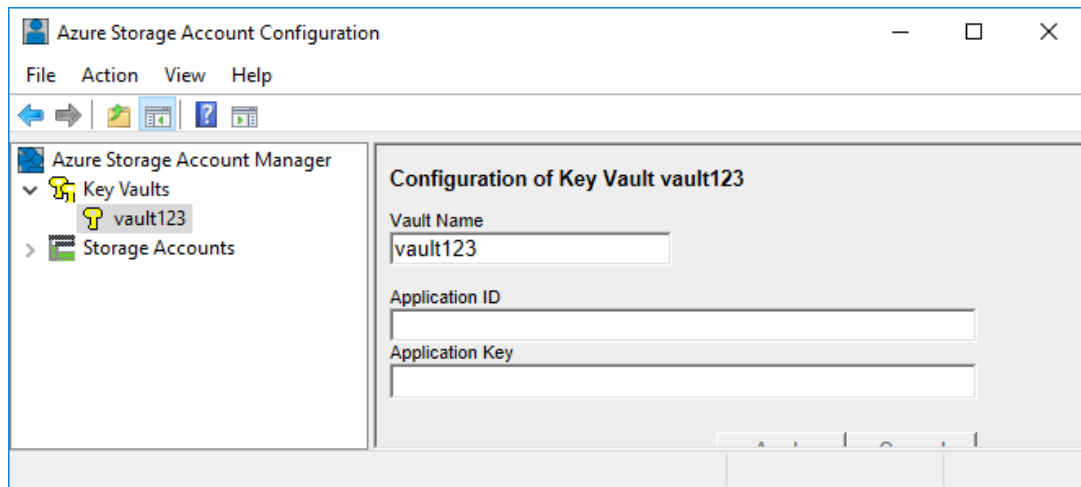 Azure Storage Account Configuration
File Action View Help
Azure Storage Account Manager
Key Vaults
vault123
Storage Accounts
Configuration of Key Vault vault123
Vault Name
vault123
Application ID
Application Key